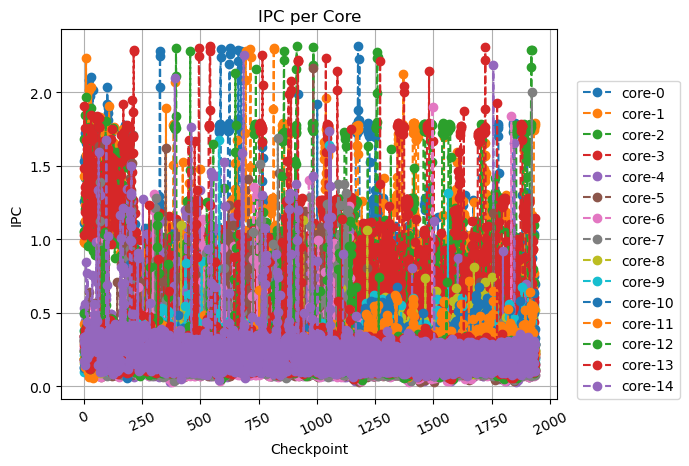 IPC per Core
IPC
2.0
1.5
1.0
0.5
0.0
0
250
500
750
1000
1250
1500
1750
2000
Checkpoint
core-0
core-1
core-2
core-3
core-4
core-5
core-6
core-7
core-8
core-9
core-10
core-11
core-12
core-13
core-14